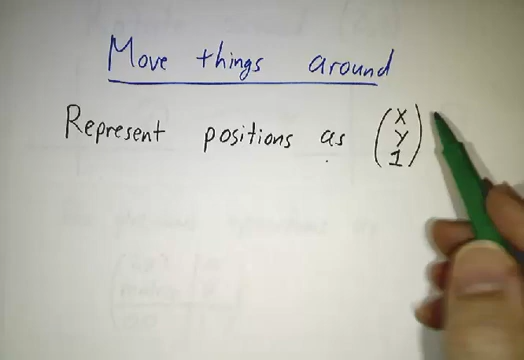 Move things around
Represent positions as (x y 1)